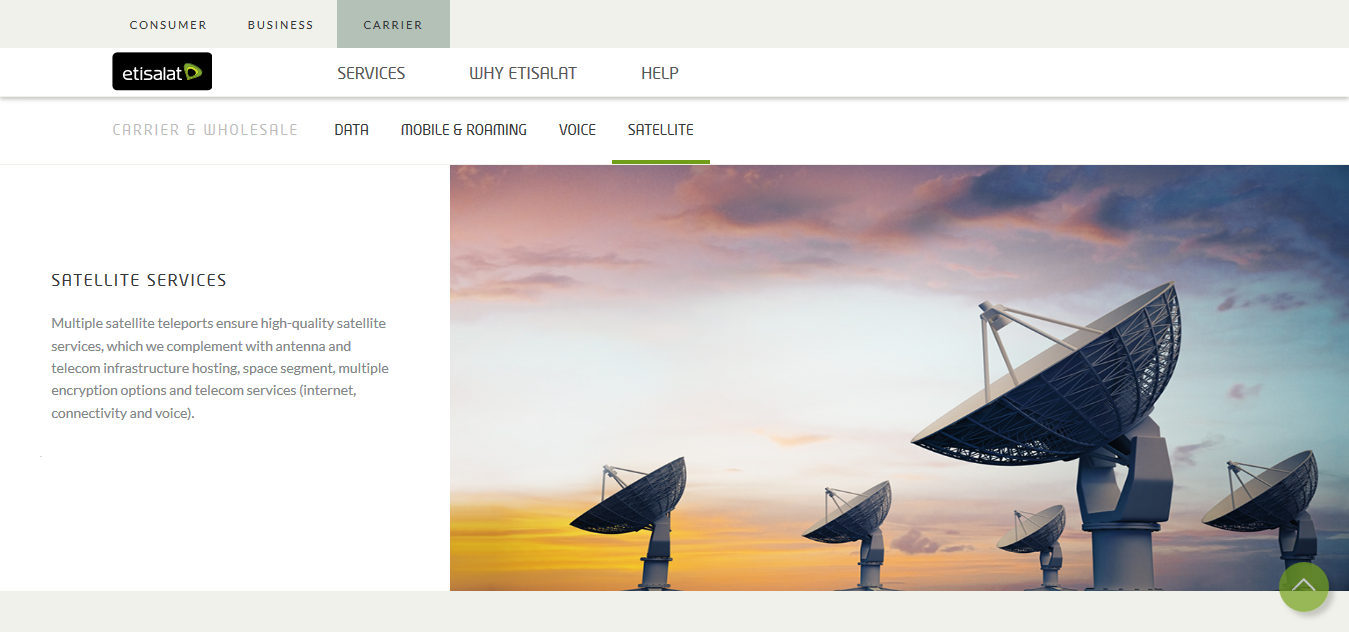 CONSUMER BUSINESS CARRIER
etisalat SERVICES WHY ETISALAT HELP
CARRIER & WHOLESALE DATA MOBILE & ROAMING VOICE SATELLITE
SATELLITE SERVICES
Multiple satellite teleports ensure high-quality satellite
services, which we complement with antenna and
telecom infrastructure hosting, space segment, multiple
encryption options and telecom services (internet,
connectivity and voice).